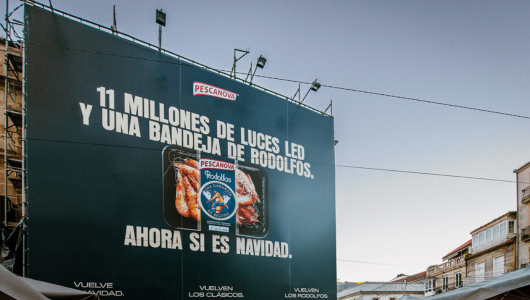 PESCANOVA
11 MILLONES DE LUCES LED
Y UNA BANDEJA DE RODOLFOS.
PESCANOVA
Rodolfos
AHORA SI ES NAVIDAD.
VUELVE
NAVIDAD.
VUELVEN
LOS CLÁSICOS.
VUELVEN
LOS RODOLFOS.